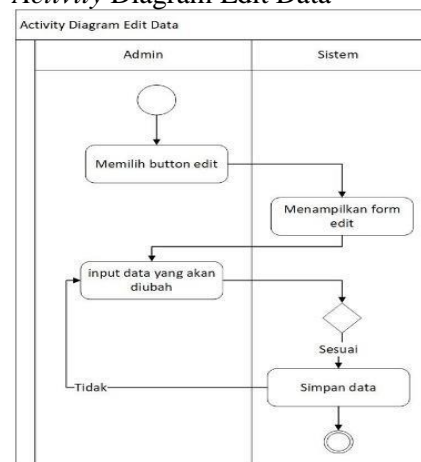 Activity Diagram Edit Data
Activity Diagram Edit Data
Admin
Sistem
Memilih button edit
Menampilkan form
edit
input data yang akan
diubah
Sesuai
Tidak
Simpan data